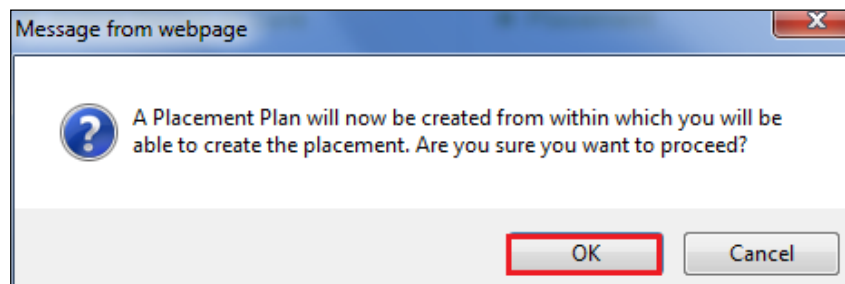 Message from webpage
A Placement Plan will now be created from within which you will be
able to create the placement. Are you sure you want to proceed?
OK
Cancel